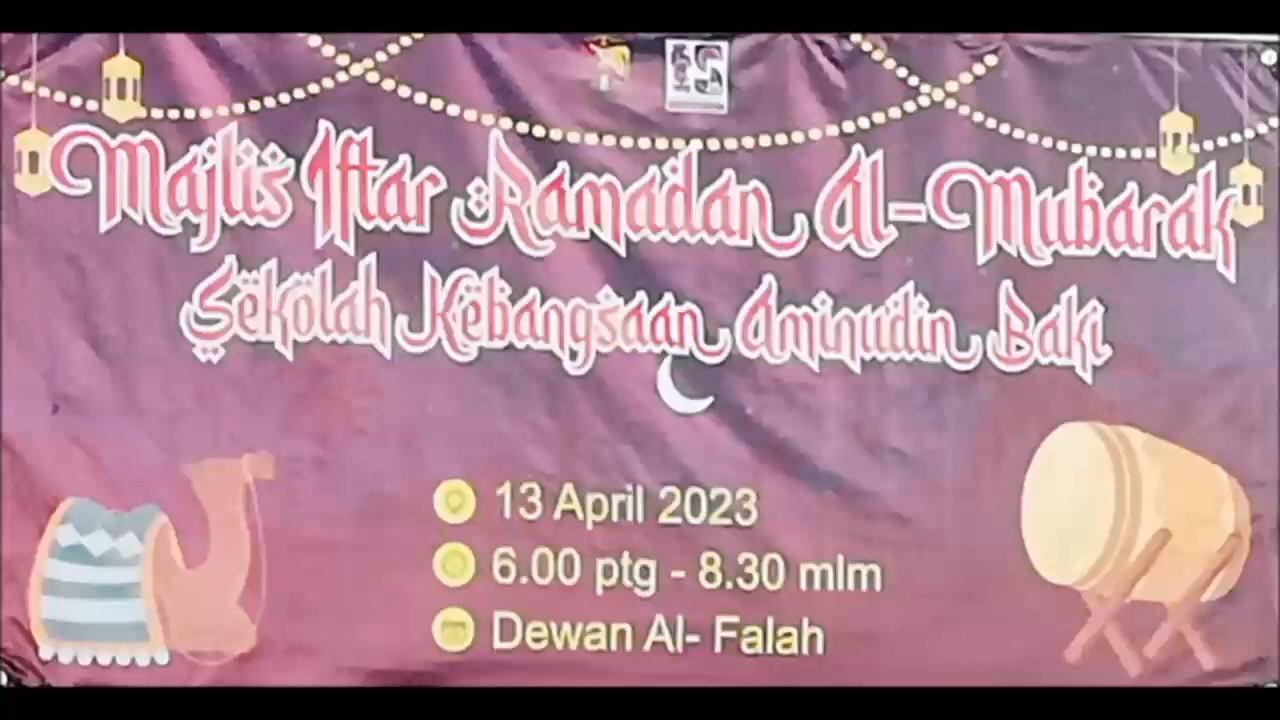 Majlis Iftar Ramadan Al-Mubarak
Sekolah Kebangsaan Aminudin Baki
13 April 2023
6.00 ptg - 8.30 mlm
Dewan Al- Falah